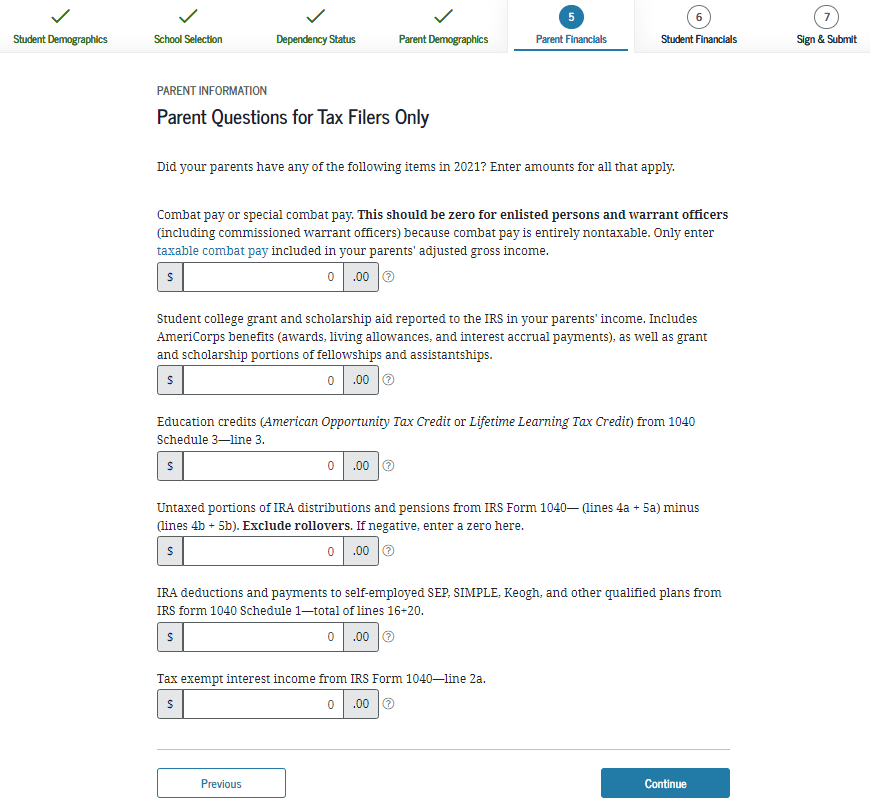 Student Demographics
School Selection
Dependency Status
Parent Demographics
5
Parent Financials
6
Student Financials
7
Sign & Submit
PARENT INFORMATION
Parent Questions for Tax Filers Only
Did your parents have any of the following items in 2021? Enter amounts for all that apply.
Combat pay or special combat pay. This should be zero for enlisted persons and warrant officers
(including commissioned warrant officers) because combat pay is entirely nontaxable. Only enter
taxable combat pay included in your parents' adjusted gross income.
$ 0 .00 ?
Student college grant and scholarship aid reported to the IRS in your parents' income. Includes
AmeriCorps benefits (awards, living allowances, and interest accrual payments), as well as grant
and scholarship portions of fellowships and assistantships.
$ 0 .00 ?
Education credits (American Opportunity Tax Credit or Lifetime Learning Tax Credit) from 1040
Schedule 3—line 3.
$ 0 .00 ?
Untaxed portions of IRA distributions and pensions from IRS Form 1040— (lines 4a + 5a) minus
(lines 4b + 5b). Exclude rollovers. If negative, enter a zero here.
$ 0 .00 ?
IRA deductions and payments to self-employed SEP, SIMPLE, Keogh, and other qualified plans from
IRS form 1040 Schedule 1—total of lines 16+20.
$ 0 .00 ?
Tax exempt interest income from IRS Form 1040—line 2a.
$ 0 .00 ?
Previous
Continue